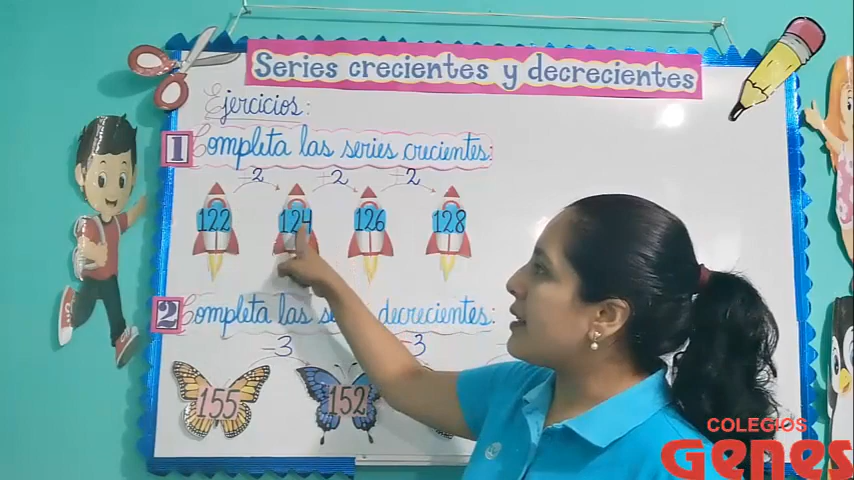 Series crecientes y decrecientes
Ejercicios:
1 Completa las series crecientes:
+2 +2 +2
122 124 126 128
2 Completa las decrecientes:
-3 3
155 152
COLEGIOS
Genes